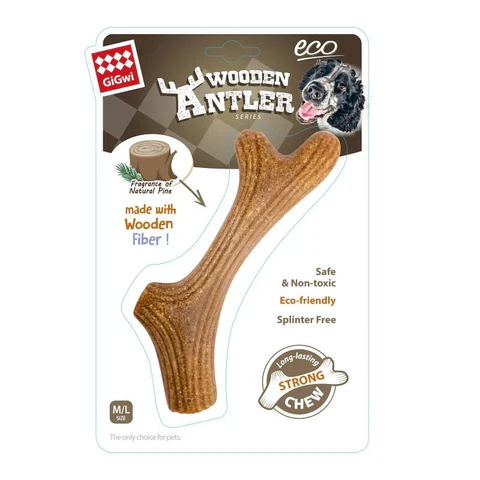 GiGwi
WOODEN
ANTLER
SERIES
eco
Fragrance of
Natural Pine
made with
Wooden
Fiber !
Safe
& Non-toxic
Eco-friendly
Splinter Free
Long-lasting
STRONG
CHEW
M/L
SIZE
The only choice for pets.